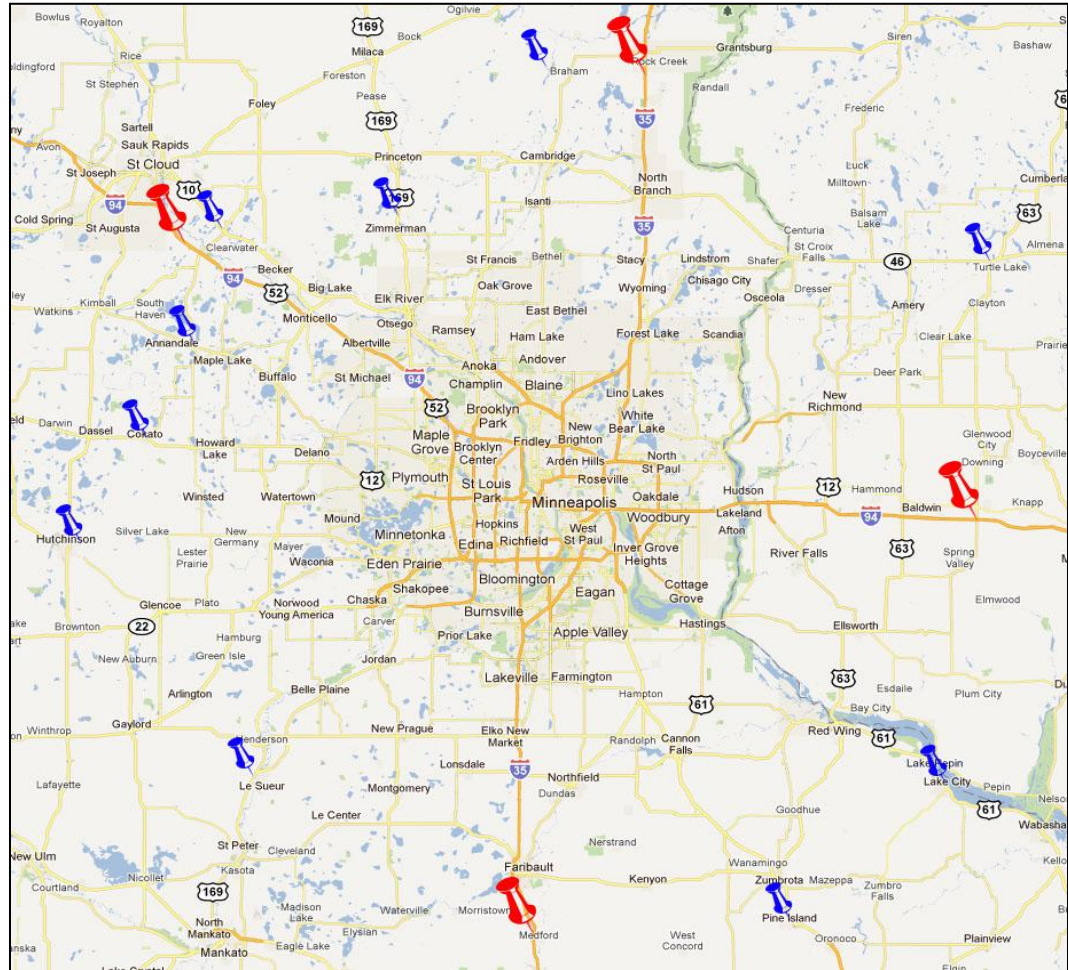 Ogilvie
Bowlus
Royalton
169
Bock
Siren
Bashaw
Milaca
Grantsburg
Rice
Rock Creek
Foreston
Braham
St Stephen
Randall
Pease
Foley
Frederic
35
Sartell
169
Avon
Sauk Rapids
Luck
St Joseph
St Cloud
Princeton
Cambridge
North
Branch
Milltown
Cumberla
10
94
169
Isanti
Balsam
Lake
63
Cold Spring
St Augusta
Zimmerman
35
Centuria
Almena
Clearwater
St Croix
Falls
Becker
St Francis
Bethel
Stacy
Lindstrom
Shafer
46
Turtle Lake
94
Chisago City
52
Big Lake
Oak Grove
Wyoming
Dresser
Osceola
Kimball
South
Haven
Elk River
Amery
Clayton
Watkins
Monticello
Otsego
East Bethel
Annandale
Ramsey
Ham Lake
Forest Lake
Scandia
Clear Lake
Albertville
Maple Lake
Andover
Anoka
Deer Park
Buffalo
St Michael
94
Champlin
Blaine
Lino Lakes
New
Richmond
52
Brooklyn
Park
White
Bear Lake
Darwin
Dassel
Cokato
Maple
Grove
Fridley
New
Brighton
Glenwood
City
Howard
Lake
Delano
Brooklyn
Center
Arden Hills
North
St Paul
Downing
Boyceville
12
Plymouth
St Louis
Park
Roseville
Hudson
12
Hammond
Winsted
Watertown
Minneapolis
Oakdale
Knapp
Mound
Lakeland
Baldwin
Hopkins
West
St Paul
Woodbury
94
Hutchinson
Silver Lake
New
Germany
Minnetonka
Edina
Richfield
Afton
Lester
Prairie
Mayer
Inver Grove
Heights
River Falls
63
Spring
Valley
Waconia
Eden Prairie
Bloomington
Shakopee
Cottage
Grove
Eagan
Glencoe
Plato
Norwood
Young America
Chaska
Elmwood
Brownton
22
Carver
Burnsville
Hastings
Ellsworth
Hamburg
Prior Lake
Apple Valley
New Auburn
Green Isle
Jordan
Lakeville
Farmington
63
Arlington
Belle Plaine
Hampton
Esdaile
Plum City
61
Bay City
Winthrop
Gaylord
New Prague
Elko New
Market
Randolph
Cannon
Falls
Red Wing
61
Henderson
Lonsdale
35
Lake Pepin
Lafayette
Le Sueur
Northfield
Lake City
Montgomery
Dundas
Pepin
Nelson
Goodhue
61
Le Center
Wabasha
St Peter
Cleveland
Nerstrand
New Ulm
Kasota
Faribault
Wanamingo
Nicollet
Courtland
169
Kenyon
Zumbrota
Mazeppa
Zumbro
Falls
Madison
Lake
Waterville
Morristown
North
Mankato
Elysian
Medford
Pine Island
West
Concord
Oronoco
Plainview
Mankato
Eagle Lake
Elgin
Lake Crystal